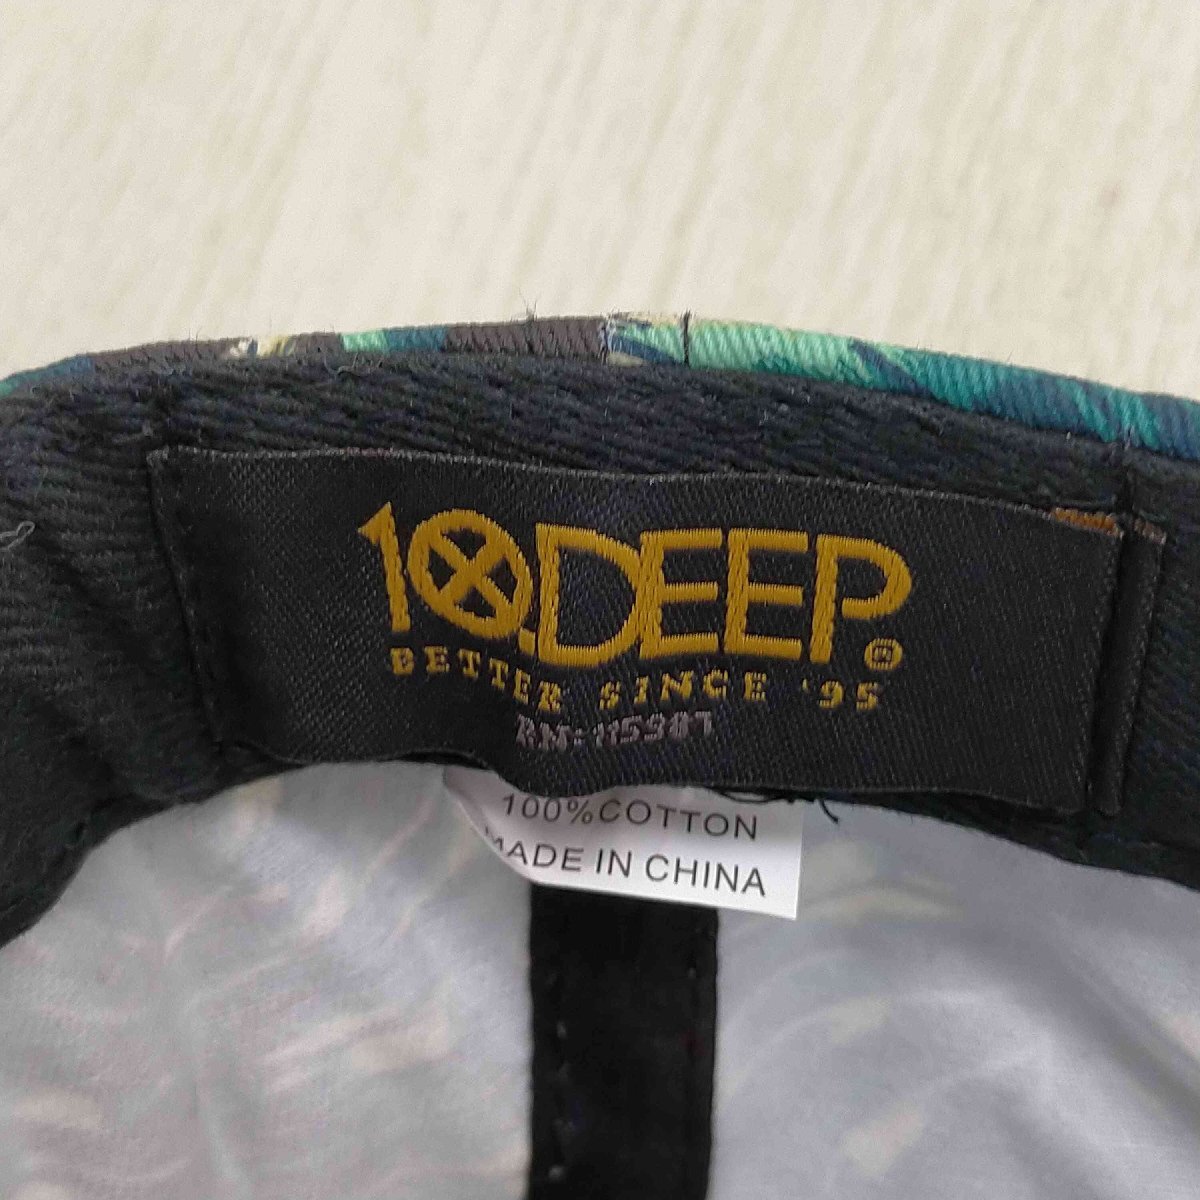 10.DEEP®
BETTER SINCE '95
100%COTTON
MADE IN CHINA